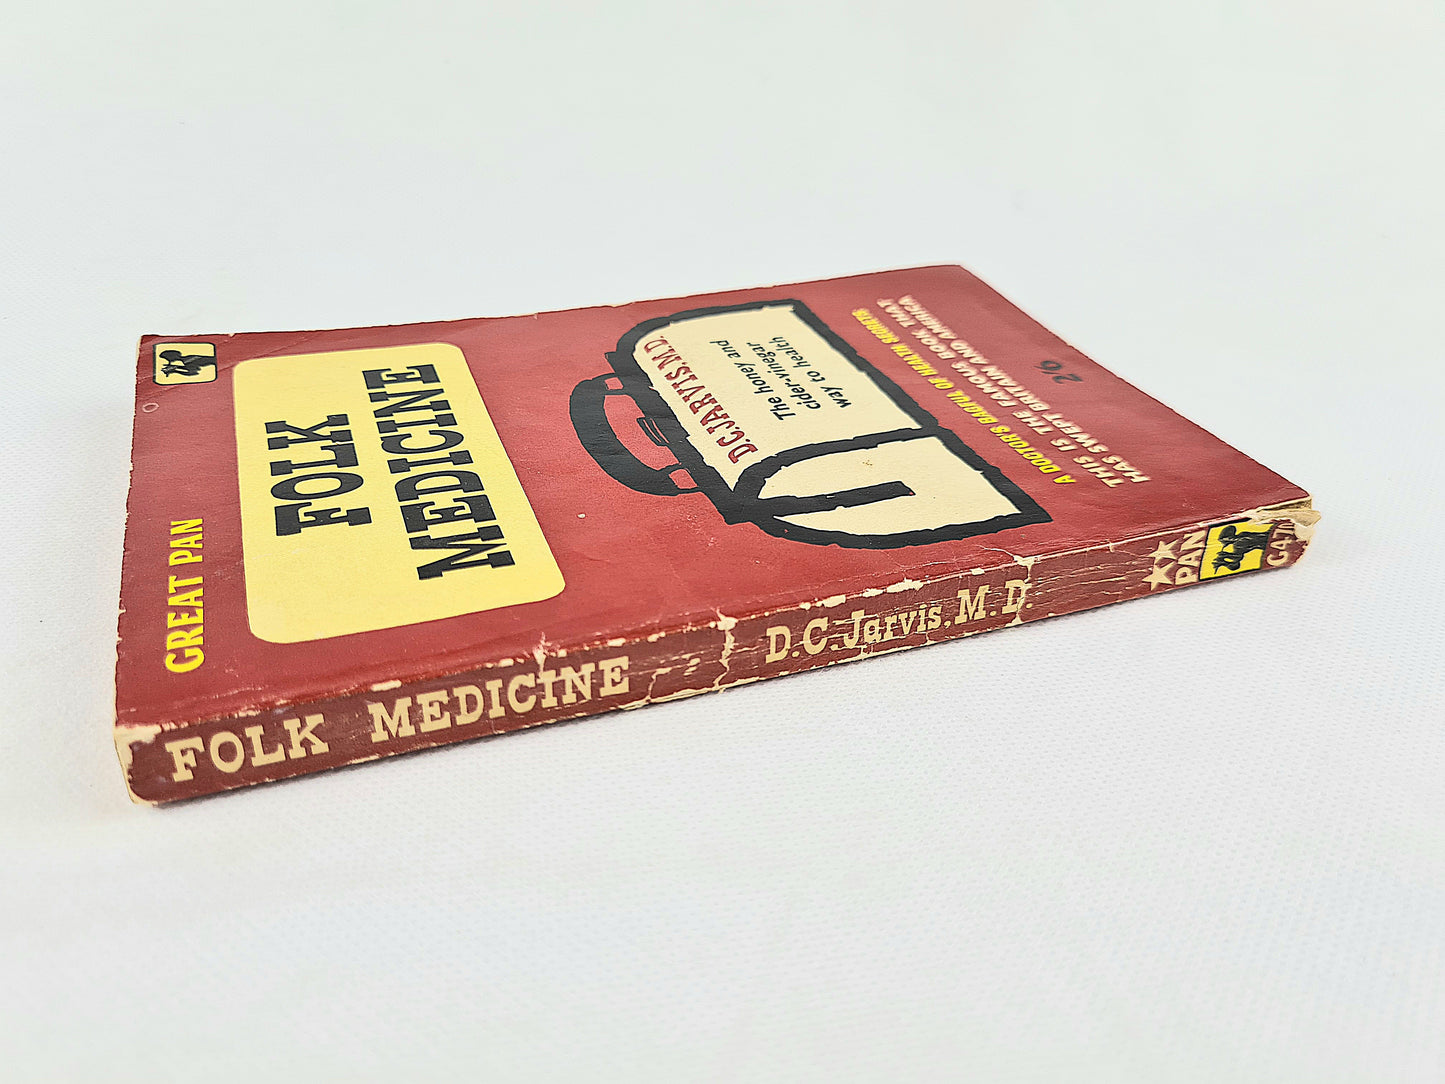 GREAT PAN
FOLK
MEDICINE
D.C.JARVIS,M.D.
The honey and
cider-vinegar
way to health
A DOCTOR'S BAGFUL OF HEALTH SECRETS
THIS IS THE FAMOUS BOOK THAT
HAS SWEPT BRITAIN AND AMERICA
2'6
FOLK MEDICINE
D.C. Jarvis, M.D.
PAN